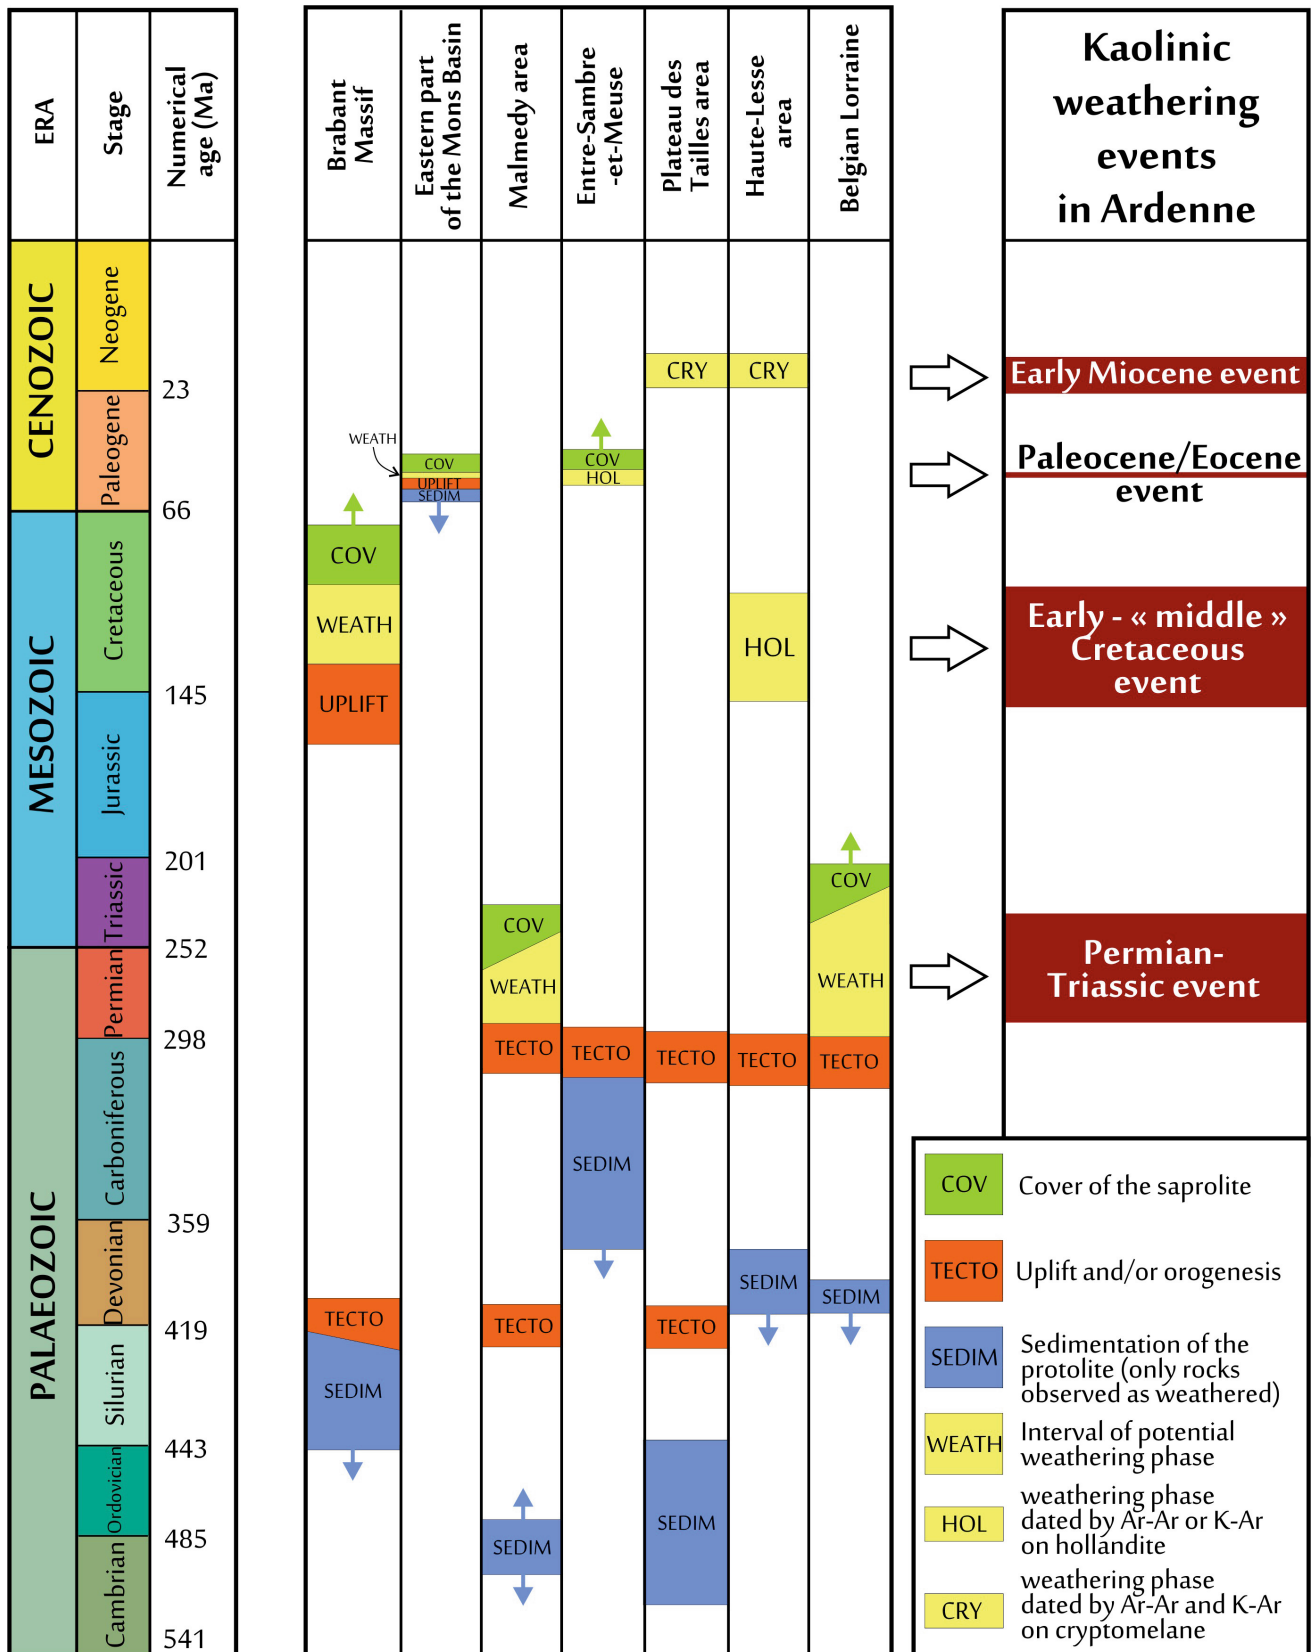 ERA
Stage
Numerical
age (Ma)
Brabant
Massif
Eastern part
of the Mons Basin
Malmedy area
Entre-Sambre
-et-Meuse
Plateau des
Tailles area
Haute-Lesse
area
Belgian Lorraine
Kaolinic
weathering
events
in Ardenne
CENOZOIC
MESOZOIC
PALAEOZOIC
Neogene
Paleogene
Cretaceous
Jurassic
Triassic
Permian
Carboniferous
Devonian
Silurian
Ordovician
Cambrian
23
66
145
201
252
298
359
419
443
485
541
COV
WEATH
UPLIFT
TECTO
SEDIM
WEATH
COV
UPLIFT
SEDIM
COV
WEATH
TECTO
TECTO
SEDIM
COV
HOL
TECTO
SEDIM
CRY
TECTO
TECTO
SEDIM
CRY
HOL
TECTO
SEDIM
COV
WEATH
TECTO
SEDIM
Early Miocene event
Paleocene/Eocene
event
Early - « middle »
Cretaceous
event
Permian-
Triassic event
COV
Cover of the saprolite
TECTO
Uplift and/or orogenesis
SEDIM
Sedimentation of the
protolite (only rocks
observed as weathered)
WEATH
Interval of potential
weathering phase
HOL
weathering phase
dated by Ar-Ar or K-Ar
on hollandite
CRY
weathering phase
dated by Ar-Ar and K-Ar
on cryptomelane